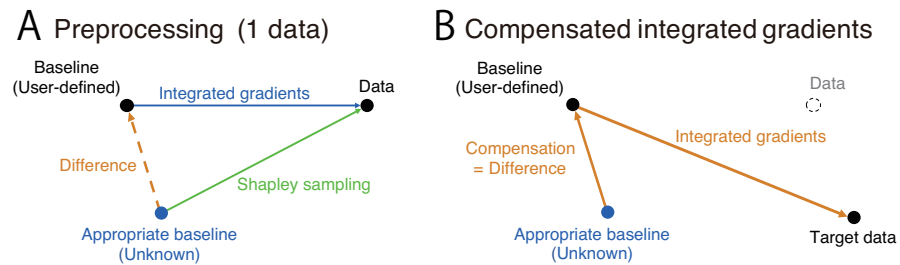 A Preprocessing (1 data)
Baseline
(User-defined)
Integrated gradients
Data
Difference
Shapley sampling
Appropriate baseline
(Unknown)
B Compensated integrated gradients
Baseline
(User-defined)
Data
Integrated gradients
Compensation
= Difference
Appropriate baseline
(Unknown)
Target data